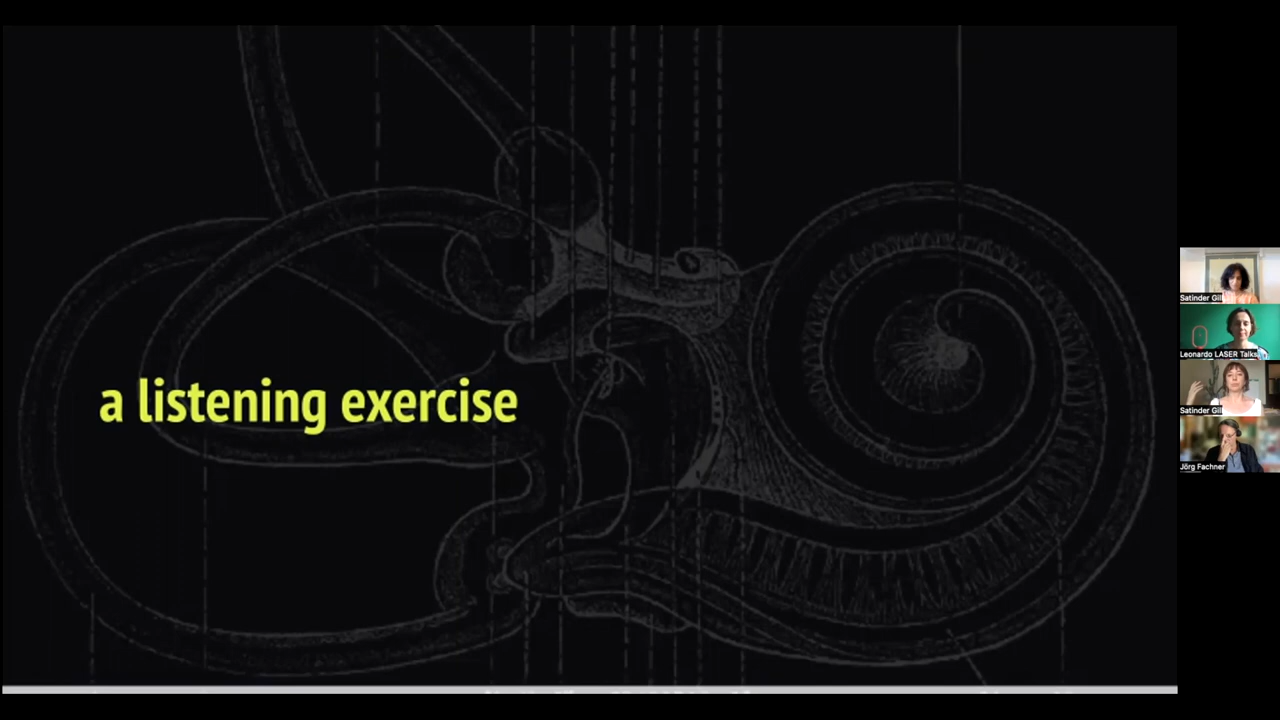 a listening exercise
Satinder Gill
Leonardo LASER Talks
Satinder Gill
Jörg Fachner